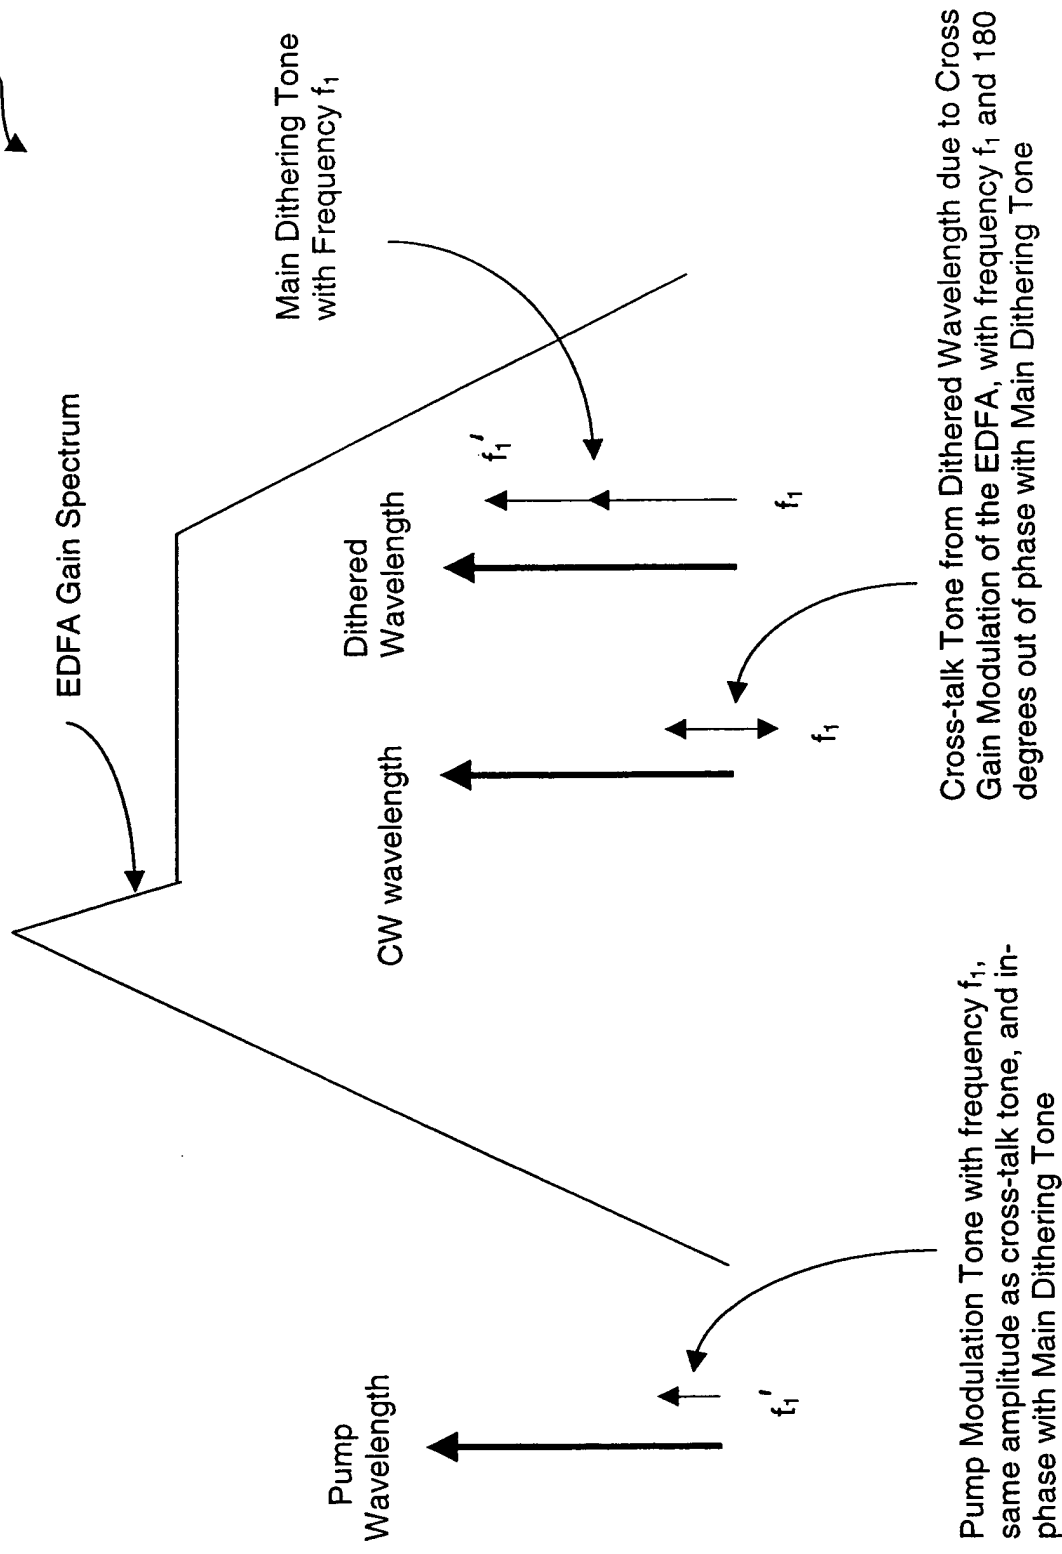 EDFA Gain Spectrum
Main Dithering Tone
with Frequency f₁
Pump
Wavelength
CW wavelength
Dithered
Wavelength
f₁'
f₁'
f₁
f₁
Pump Modulation Tone with frequency f₁,
same amplitude as cross-talk tone, and in-
phase with Main Dithering Tone
Cross-talk Tone from Dithered Wavelength due to Cross
Gain Modulation of the EDFA, with frequency f₁ and 180
degrees out of phase with Main Dithering Tone